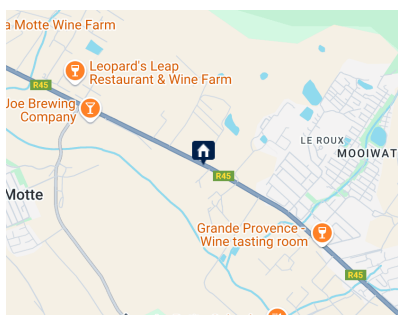 a Motte Wine Farm
Leopard's Leap
Restaurant & Wine Farm
R45
Joe Brewing
Company
LE ROUX
MOOIWAT
R45
Motte
Grande Provence -
Wine tasting room
R45